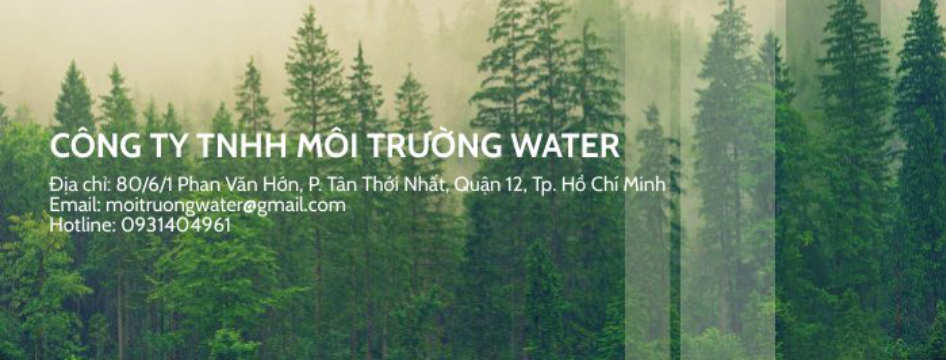 CÔNG TY TNHH MÔI TRƯỜNG WATER
Địa chỉ: 80/6/1 Phan Văn Hớn, P. Tân Thới Nhất, Quận 12, Tp. Hồ Chí Minh
Email: moitruongwater@gmail.com
Hotline: 0931404961